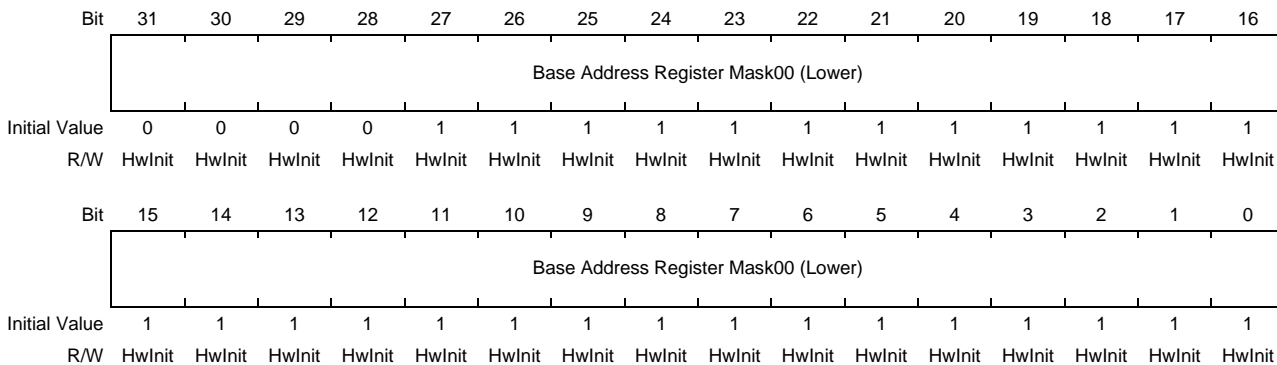 Bit 31 30 29 28 27 26 25 24 23 22 21 20 19 18 17 16
Base Address Register Mask00 (Lower)
Initial Value 0 0 0 0 1 1 1 1 1 1 1 1 1 1 1 1
R/W HwInit HwInit HwInit HwInit HwInit HwInit HwInit HwInit HwInit HwInit HwInit HwInit HwInit HwInit HwInit HwInit
Bit 15 14 13 12 11 10 9 8 7 6 5 4 3 2 1 0
Base Address Register Mask00 (Lower)
Initial Value 1 1 1 1 1 1 1 1 1 1 1 1 1 1 1 1
R/W HwInit HwInit HwInit HwInit HwInit HwInit HwInit HwInit HwInit HwInit HwInit HwInit HwInit HwInit HwInit HwInit